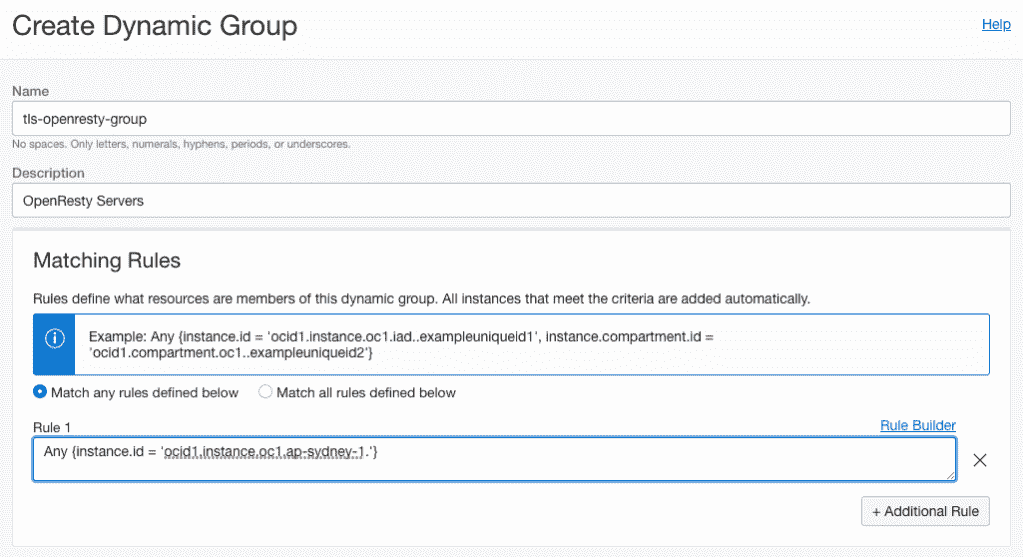 Create Dynamic Group
Help
Name
tls-openresty-group
No spaces. Only letters, numerals, hyphens, periods, or underscores.
Description
OpenResty Servers
Matching Rules
Rules define what resources are members of this dynamic group. All instances that meet the criteria are added automatically.
Example: Any {instance.id = 'ocid1.instance.oc1.iad..exampleuniqueid1', instance.compartment.id =
'ocid1.compartment.oc1..exampleuniqueid2'}
Match any rules defined below
Match all rules defined below
Rule 1
Rule Builder
Any {instance.id = 'ocid1.instance.oc1.ap-sydney-1.'}
+ Additional Rule